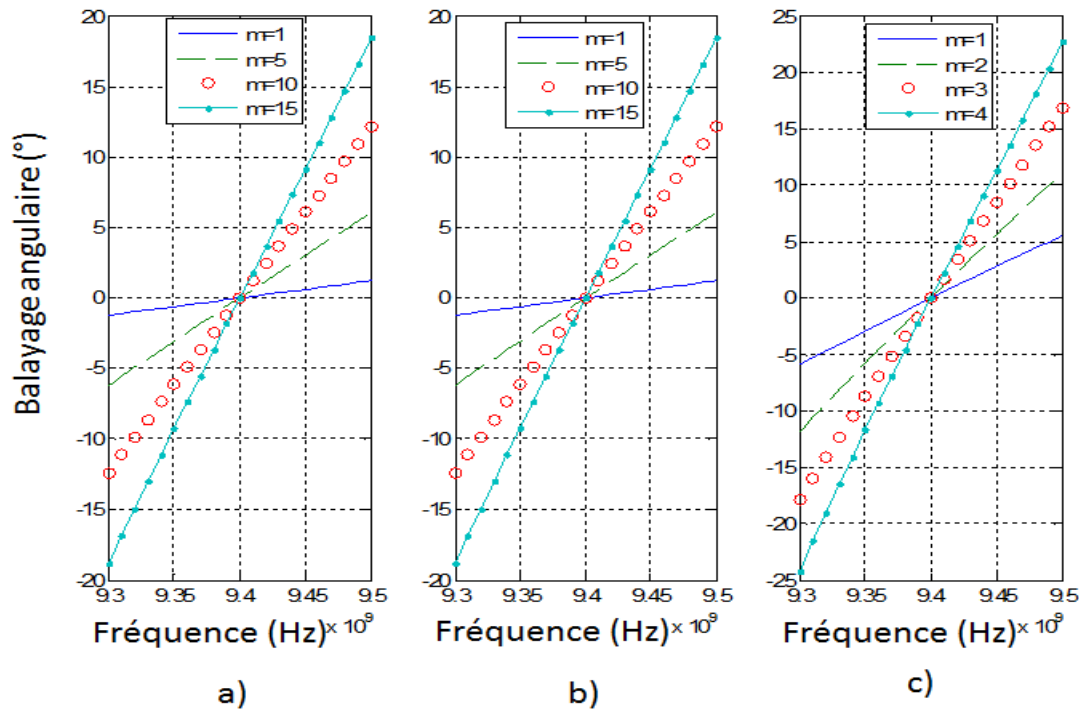 Balayage angulaire (°)
20
15
10
5
0
-5
-10
-15
-20
m=1
m=5
m=10
m=15
9.3 9.35 9.4 9.45 9.5
Fréquence (Hz) × 10⁹
a)
20
15
10
5
0
-5
-10
-15
-20
m=1
m=5
m=10
m=15
9.3 9.35 9.4 9.45 9.5
Fréquence (Hz) × 10⁹
b)
25
20
15
10
5
0
-5
-10
-15
-20
-25
m=1
m=2
m=3
m=4
9.3 9.35 9.4 9.45 9.5
Fréquence (Hz) × 10⁹
c)